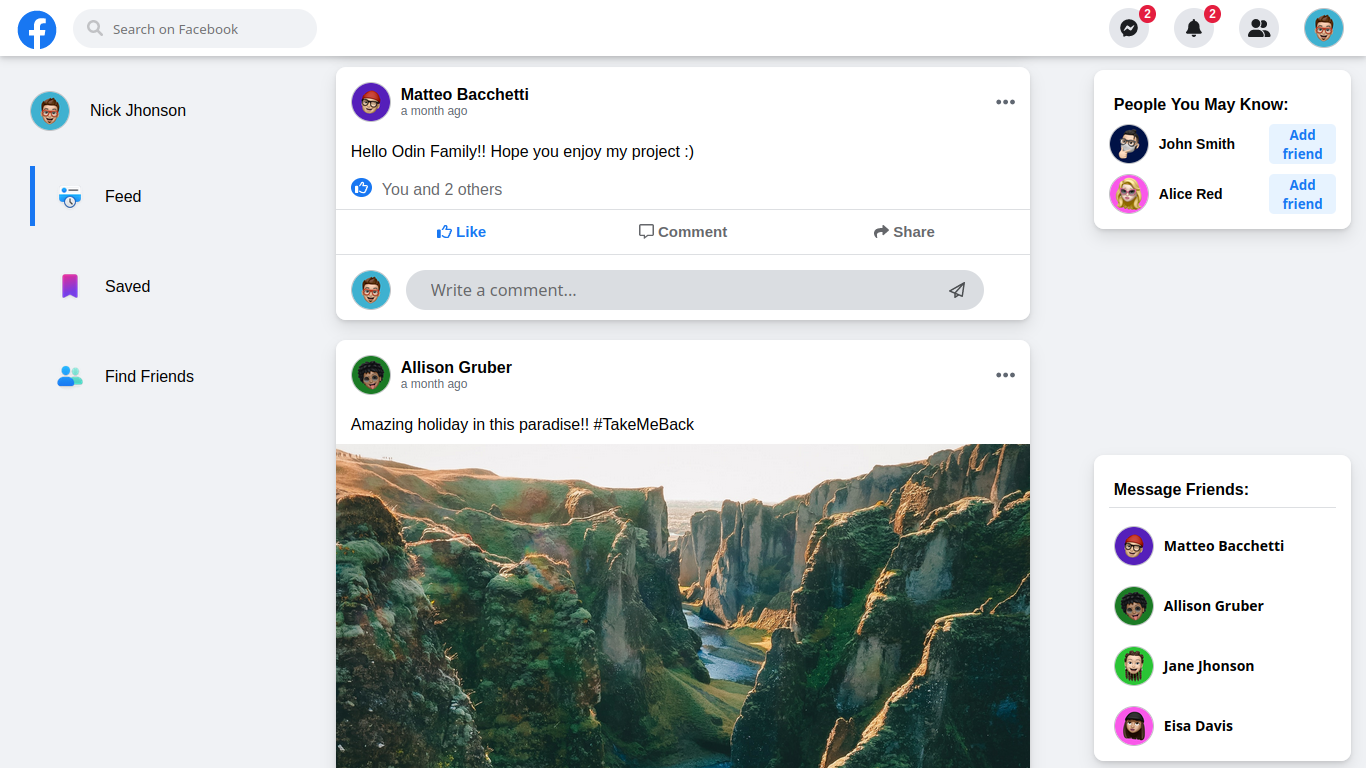 Search on Facebook
2
2
Nick Jhonson
Feed
Saved
Find Friends
Matteo Bacchetti
a month ago
Hello Odin Family!! Hope you enjoy my project :)
You and 2 others
Like
Comment
Share
Write a comment...
Allison Gruber
a month ago
Amazing holiday in this paradise!! #TakeMeBack
People You May Know:
John Smith
Add
friend
Alice Red
Add
friend
Message Friends:
Matteo Bacchetti
Allison Gruber
Jane Jhonson
Eisa Davis